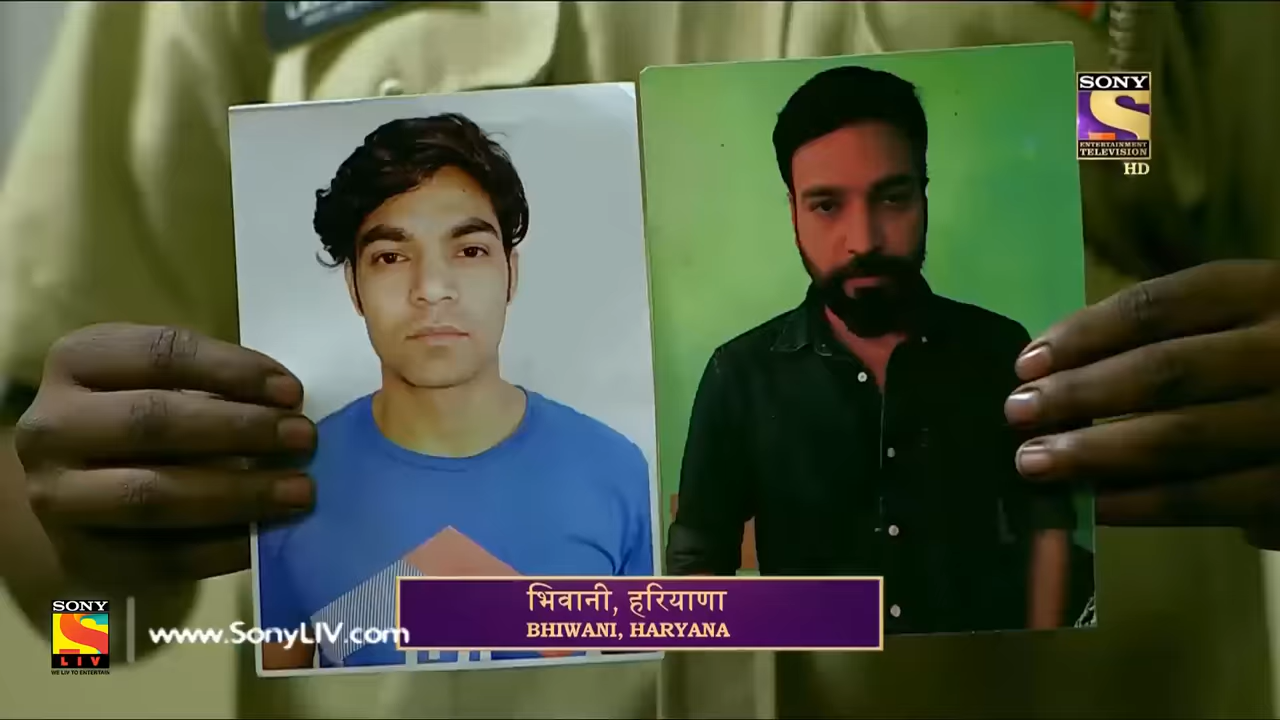 SONY
ENTERTAINMENT
TELEVISION
HD
भिवानी, हरियाणा
BHIWANI, HARYANA
SONY
LIV
WE LIV TO ENTERTAIN
www.SonyLIV.com